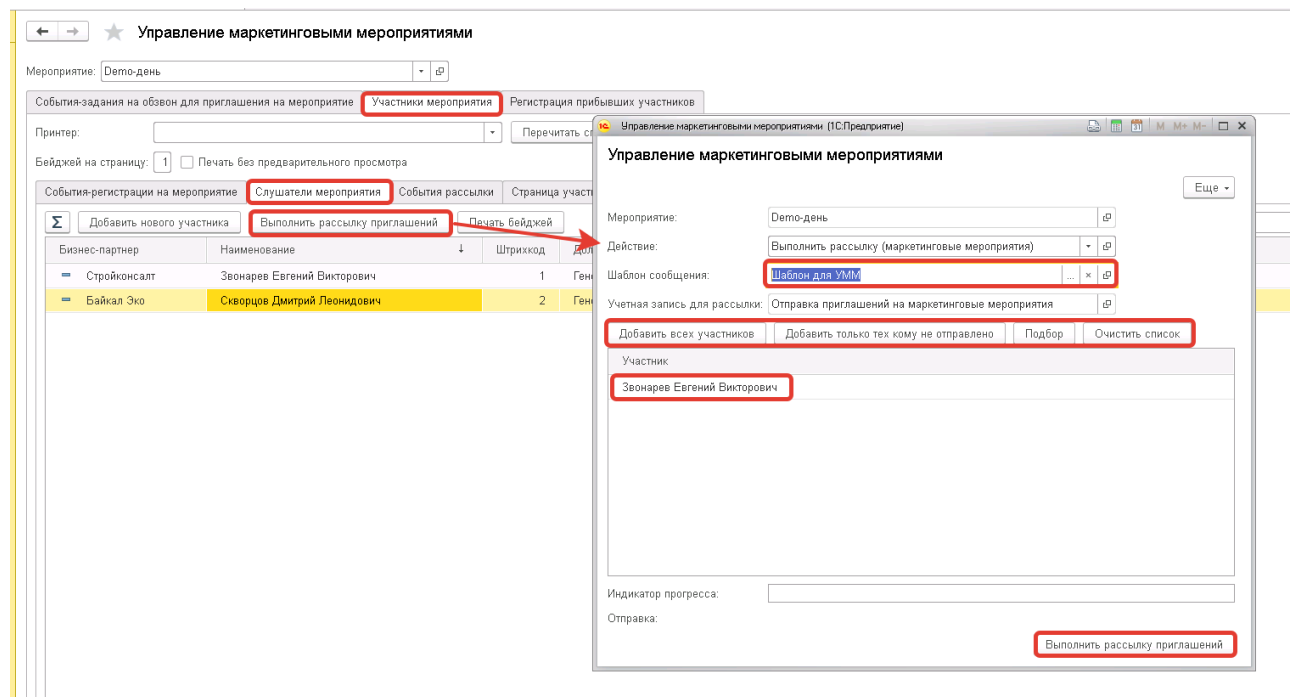 Управление маркетинговыми мероприятиями
Мероприятие: Demo-день
События-задания на обзвон для приглашения на мероприятие Участники мероприятия Регистрация прибывших участников
Принтер:
Бейджей на страницу: 1 Печать без предварительного просмотра
События-регистрации на мероприятие Слушатели мероприятия События рассылки Страница
Σ Добавить нового участника Выполнить рассылку приглашений Печать бейджей
Бизнес-партнер Наименование ↓ Штрихкод
Стройконсалт Звонарев Евгений Викторович 1
Байкал Эко Скворцов Дмитрий Леонидович 2
Управление маркетинговыми мероприятиями (1С:Предприятие) M M+ M-
Управление маркетинговыми мероприятиями
Еще
Мероприятие: Demo-день
Действие: Выполнить рассылку (маркетинговые мероприятия)
Шаблон сообщения: Шаблон для УММ ...
Учетная запись для рассылки: Отправка приглашений на маркетинговые мероприятия
Добавить всех участников Добавить только тех кому не отправлено Подбор Очистить список
Участник
Звонарев Евгений Викторович
Индикатор прогресса:
Отправка:
Выполнить рассылку приглашений